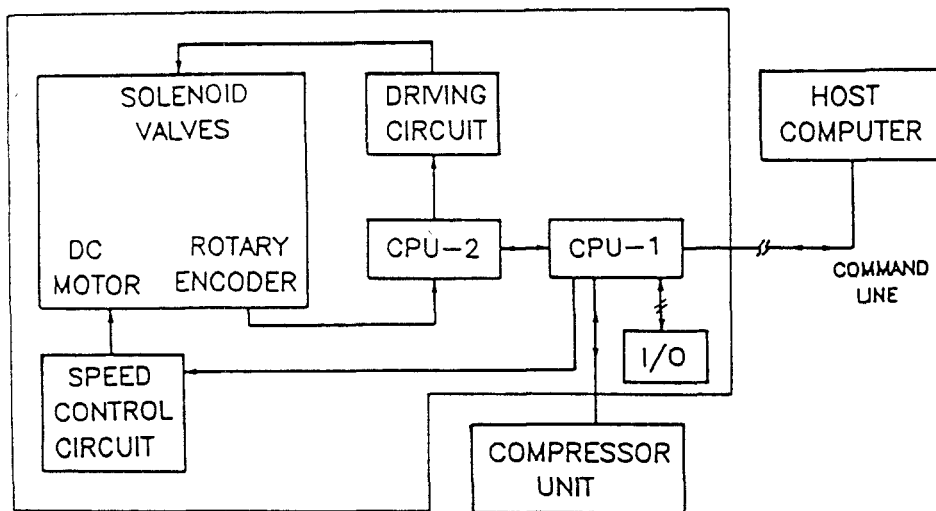 SOLENOID
VALVES
DRIVING
CIRCUIT
HOST
COMPUTER
DC
MOTOR
ROTARY
ENCODER
CPU-2
CPU-1
COMMAND
LINE
I/O
SPEED
CONTROL
CIRCUIT
COMPRESSOR
UNIT